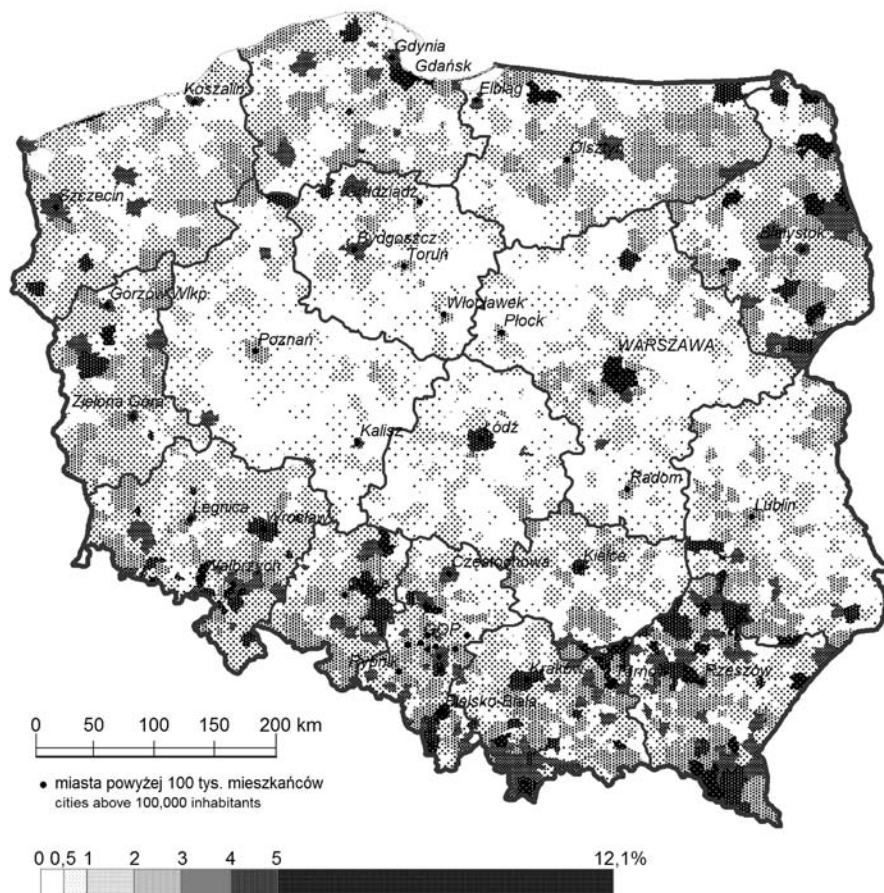 Gdynia
Gdańsk
Koszalin
Elbląg
Olsztyn
Szczecin
Grudziądz
Białystok
Bydgoszcz
Toruń
Gorzów Wlkp.
Włocławek
Płock
Poznań
WARSZAWA
Zielona Góra
Kalisz
Łódź
Radom
Legnica
Wrocław
Lublin
Wałbrzych
Częstochowa
Kielce
GOP
Kraków
Tarnów
Rzeszów
Bielsko-Biała
0 50 100 150 200 km
miasta powyżej 100 tys. mieszkańców
cities above 100,000 inhabitants
0 0,5 1 2 3 4 5 12,1%